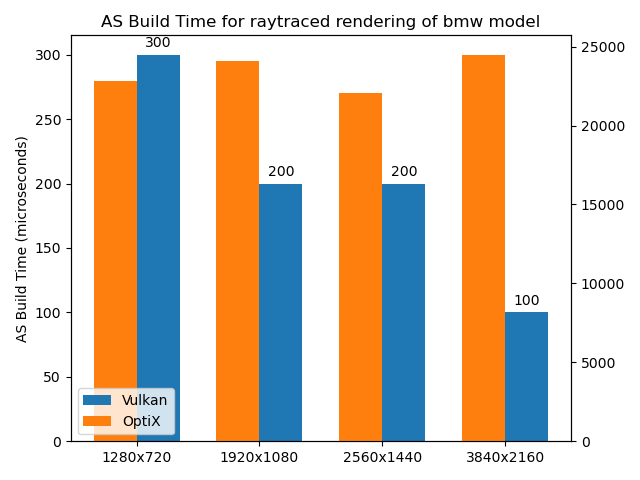 AS Build Time for raytraced rendering of bmw model
AS Build Time (microseconds)
300
250
200
150
100
50
0
300
200
200
100
25000
20000
15000
10000
5000
0
Vulkan
OptiX
1280x720
1920x1080
2560x1440
3840x2160